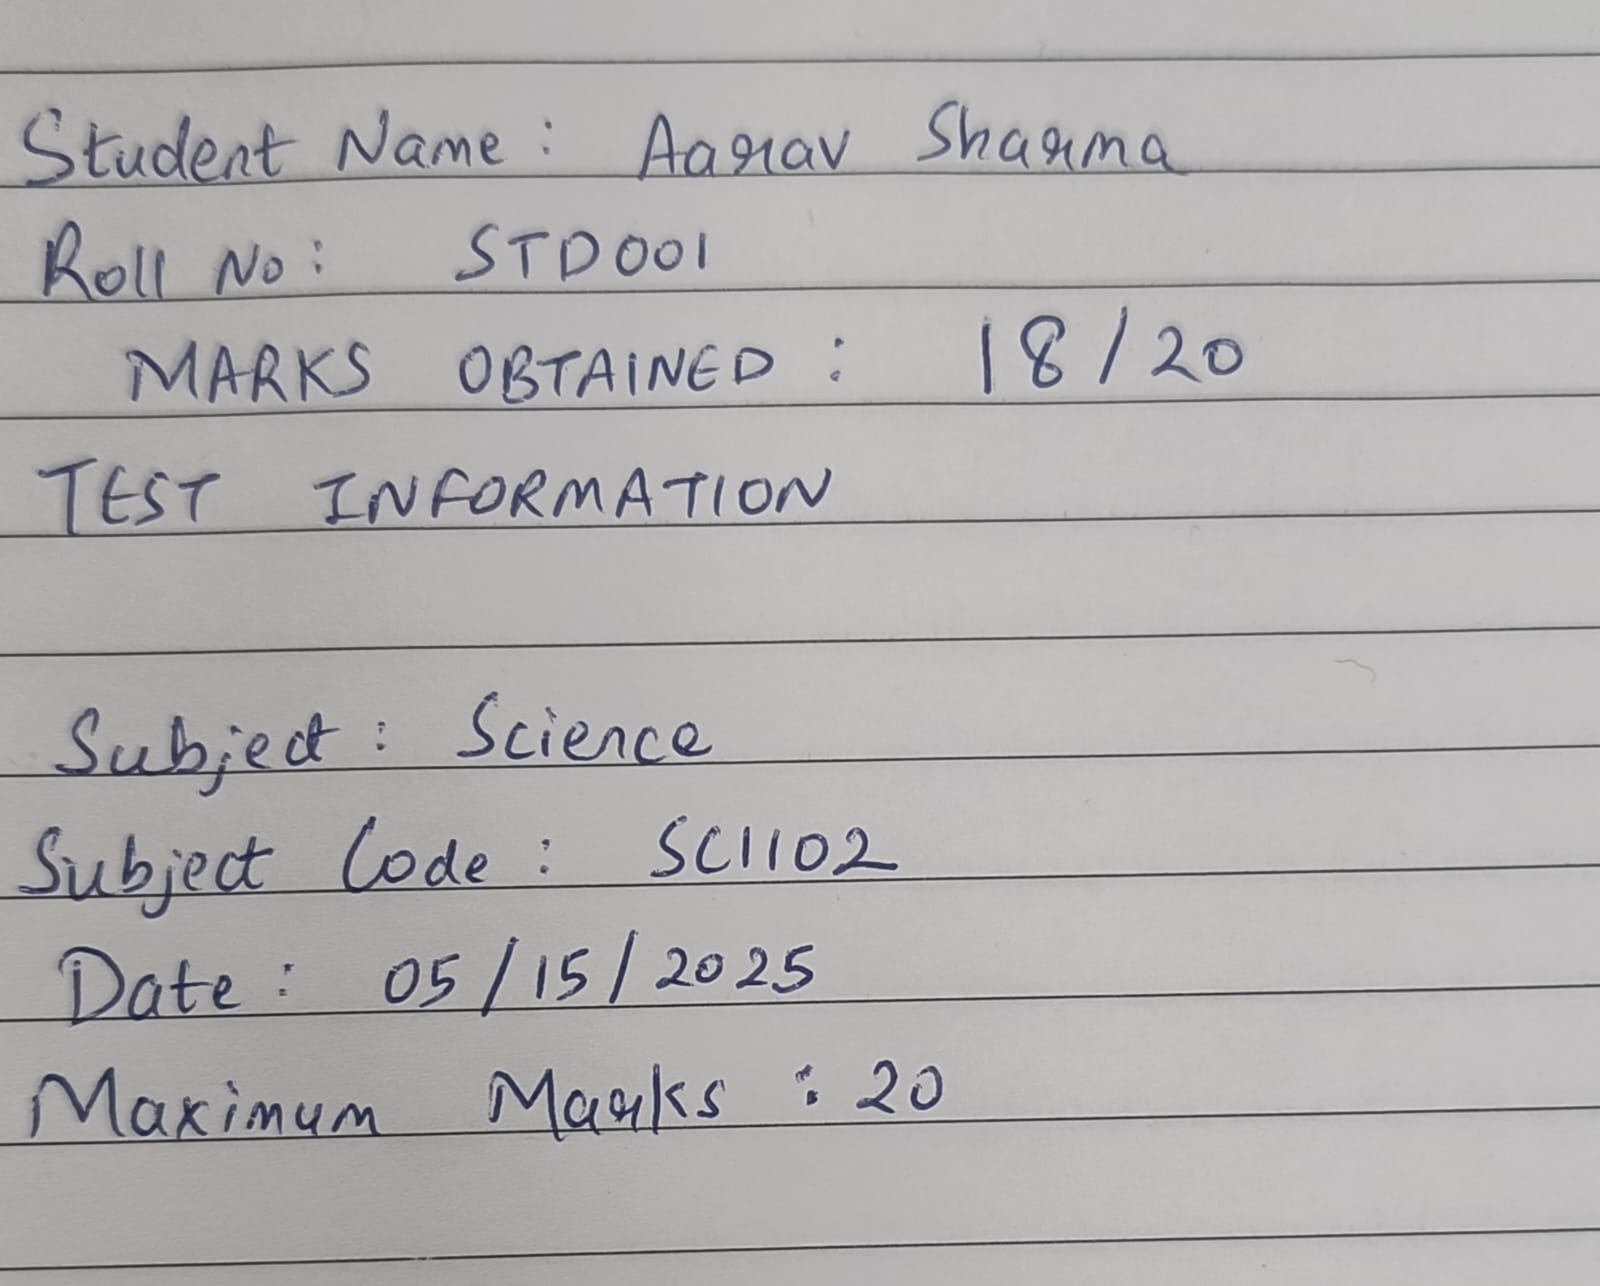 Student Name: Aarav Sharma
Roll No: STD001
MARKS OBTAINED: 18/20
TEST INFORMATION
Subject: Science
Subject Code: SCI102
Date: 05/15/2025
Maximum Marks: 20